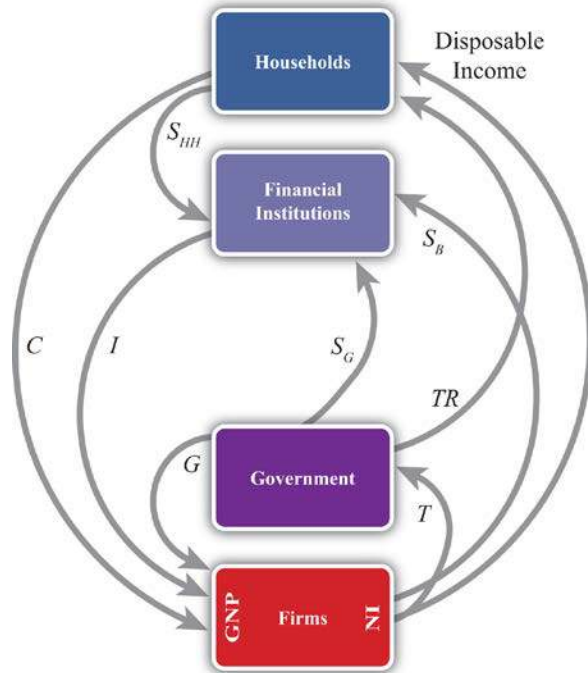 Households
Disposable
Income
S_HH
Financial
Institutions
S_B
C
I
S_G
TR
G
Government
T
GNP
Firms
NI